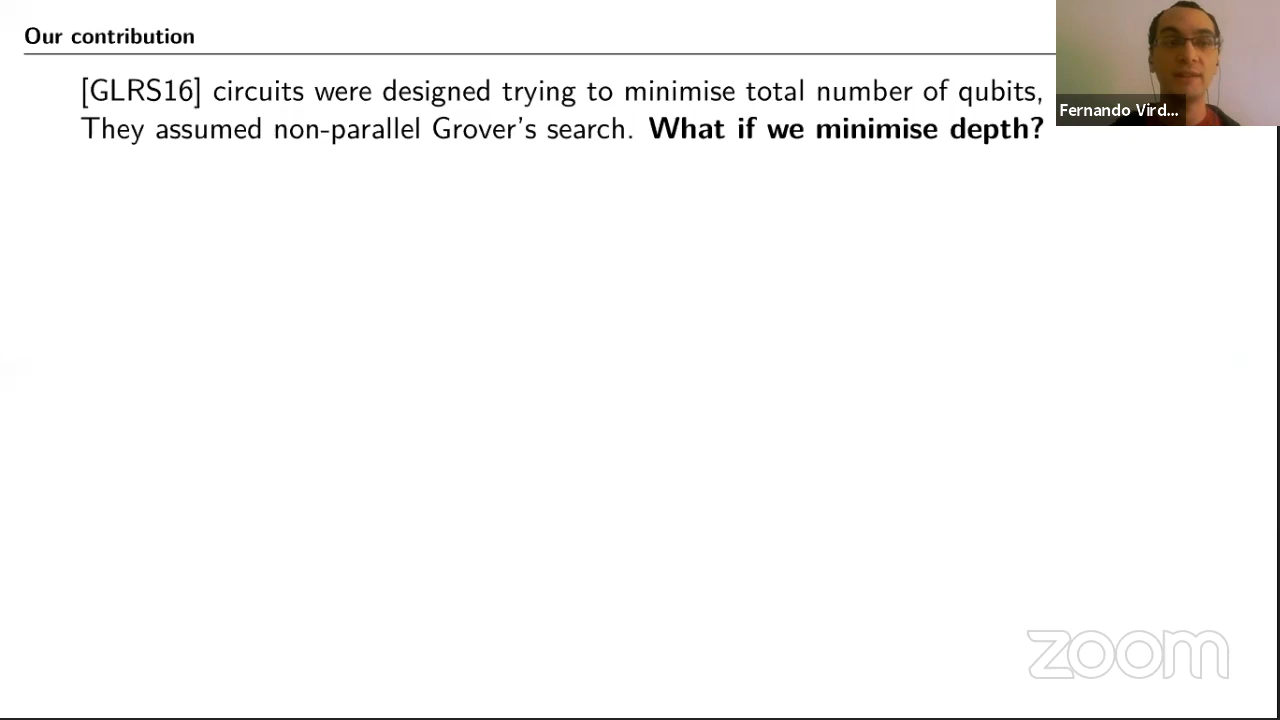 Our contribution
[GLRS16] circuits were designed trying to minimise total number of qubits,
They assumed non-parallel Grover's search. What if we minimise depth?
Fernando Vird...
zoom